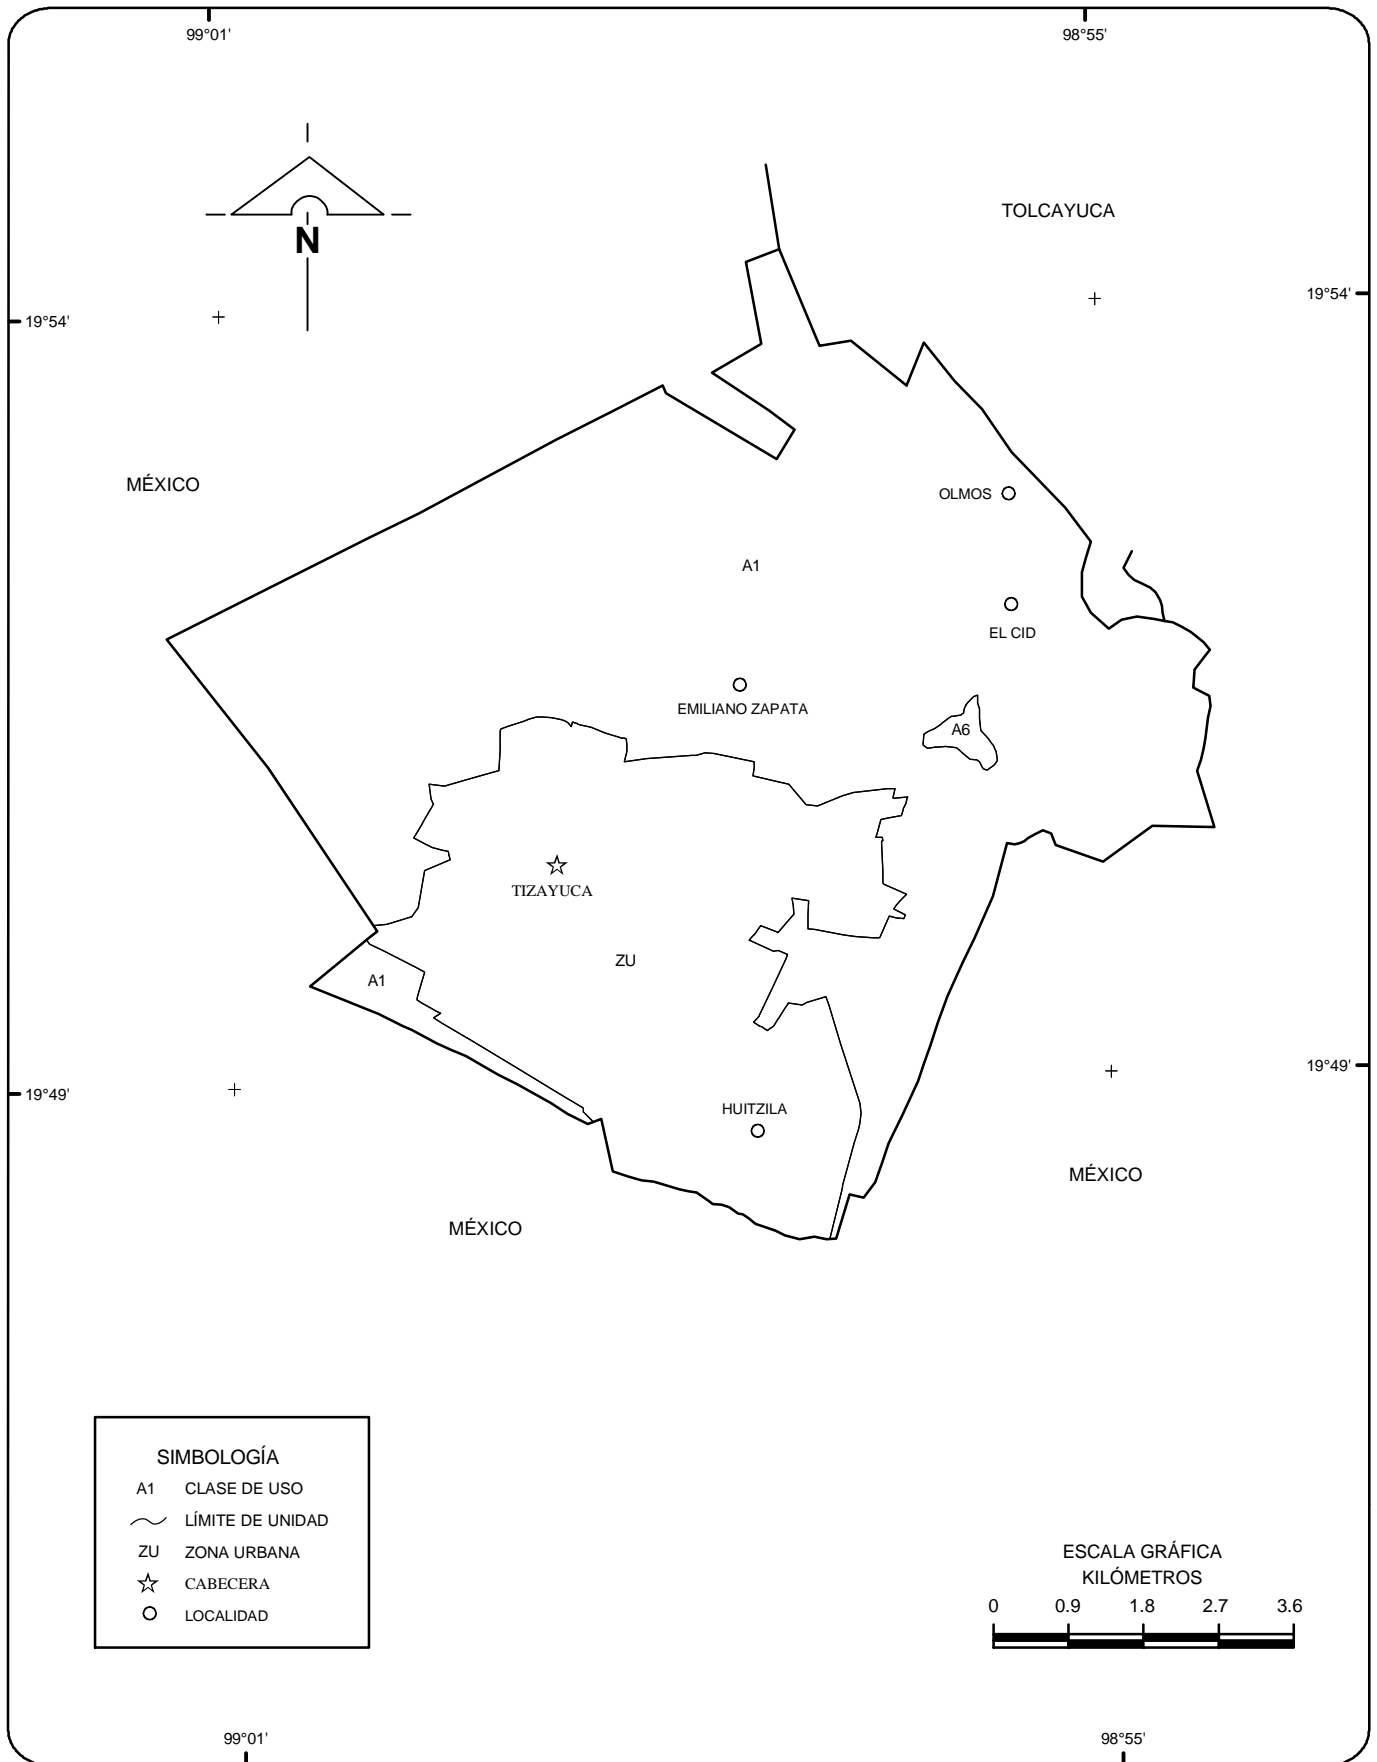 99°01'
98°55'
TOLCAYUCA
N
19°54'
19°54'
MÉXICO
OLMOS
A1
EL CID
EMILIANO ZAPATA
A6
TIZAYUCA
ZU
A1
19°49'
19°49'
HUITZILA
MÉXICO
MÉXICO
SIMBOLOGÍA
A1 CLASE DE USO
LÍMITE DE UNIDAD
ZU ZONA URBANA
CABECERA
LOCALIDAD
ESCALA GRÁFICA
KILÓMETROS
0 0.9 1.8 2.7 3.6
99°01'
98°55'